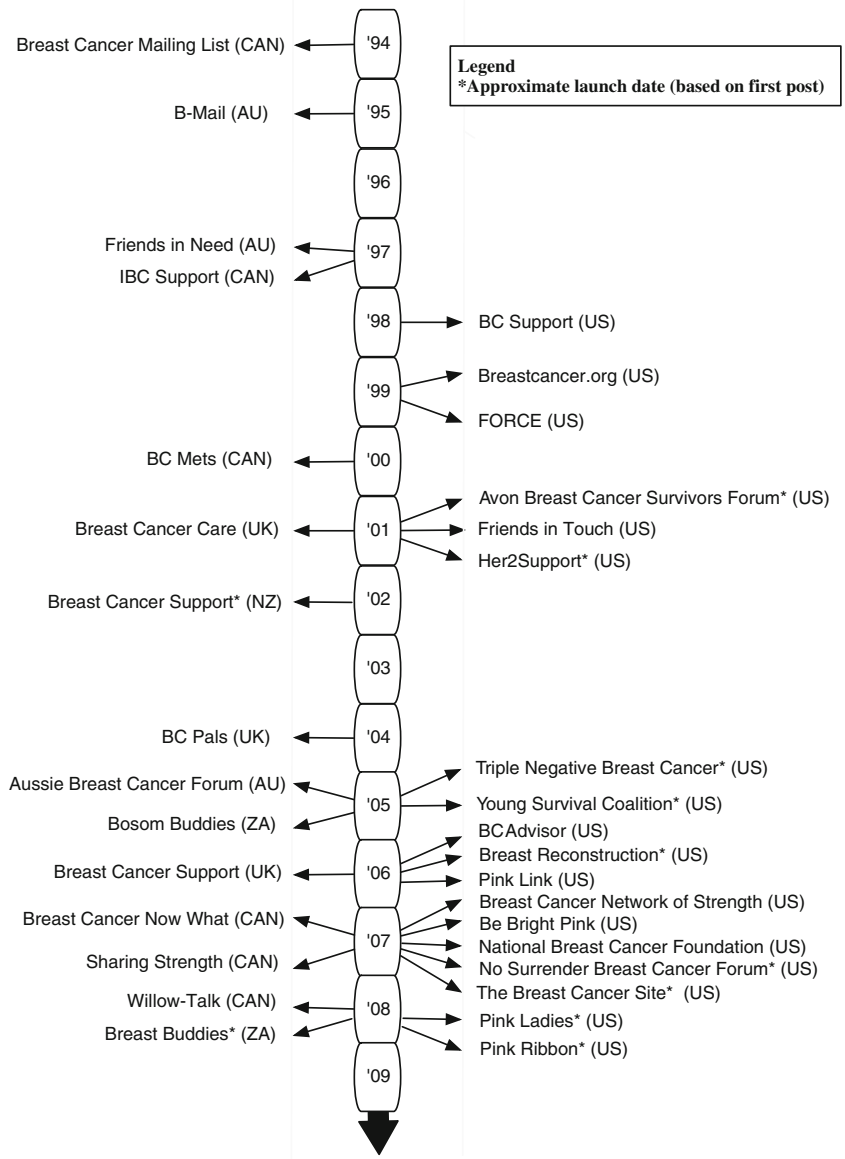 Breast Cancer Mailing List (CAN)
'94
Legend
*Approximate launch date (based on first post)
B-Mail (AU)
'95
'96
Friends in Need (AU)
'97
IBC Support (CAN)
'98
BC Support (US)
Breastcancer.org (US)
'99
FORCE (US)
BC Mets (CAN)
'00
Avon Breast Cancer Survivors Forum* (US)
Breast Cancer Care (UK)
'01
Friends in Touch (US)
Her2Support* (US)
Breast Cancer Support* (NZ)
'02
'03
BC Pals (UK)
'04
Triple Negative Breast Cancer* (US)
Aussie Breast Cancer Forum (AU)
'05
Young Survival Coalition* (US)
Bosom Buddies (ZA)
BCAdvisor (US)
Breast Reconstruction* (US)
Breast Cancer Support (UK)
'06
Pink Link (US)
Breast Cancer Network of Strength (US)
Breast Cancer Now What (CAN)
Be Bright Pink (US)
'07
National Breast Cancer Foundation (US)
Sharing Strength (CAN)
No Surrender Breast Cancer Forum* (US)
The Breast Cancer Site* (US)
Willow-Talk (CAN)
'08
Pink Ladies* (US)
Breast Buddies* (ZA)
Pink Ribbon* (US)
'09